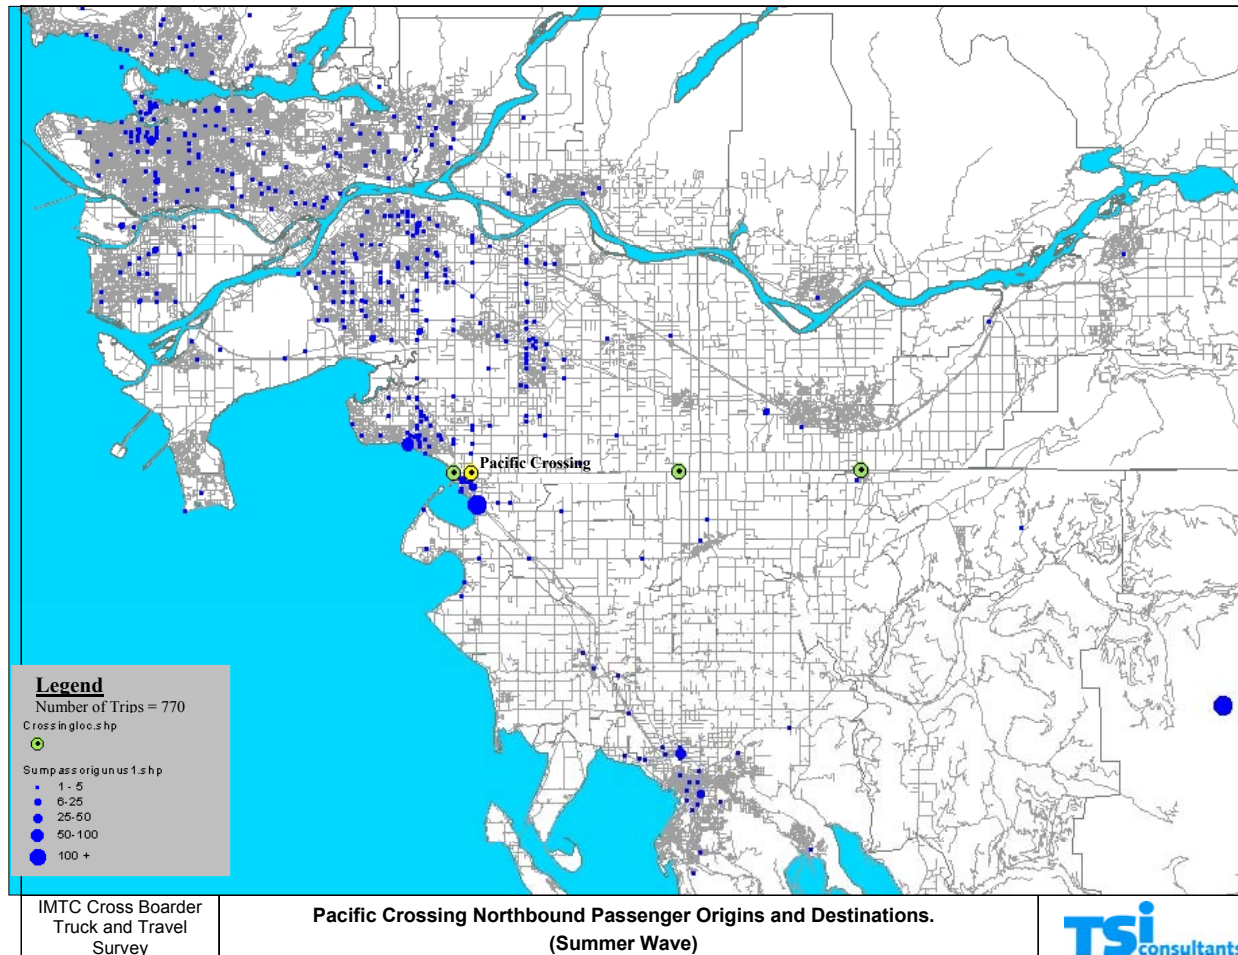 Pacific Crossing
Legend
Number of Trips = 770
Crossingloc.shp
Sumpassorigunus1.shp
1 - 5
6-25
25-50
50-100
100 +
IMTC Cross Boarder
Truck and Travel
Survey
Pacific Crossing Northbound Passenger Origins and Destinations.
(Summer Wave)
TSi
consultants